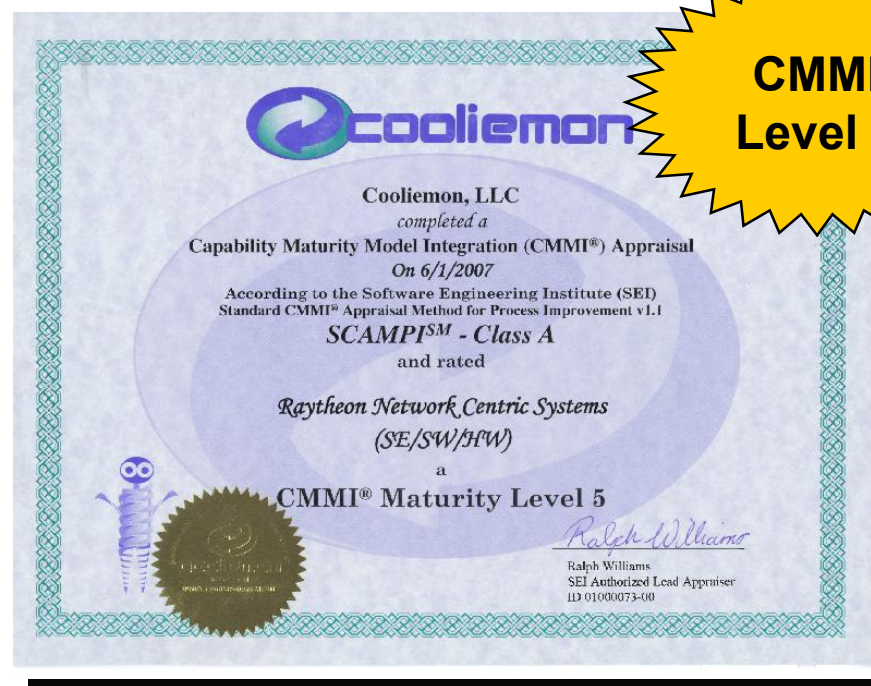 CMMI
Level
cooliemon
Cooliemon, LLC
completed a
Capability Maturity Model Integration (CMMI®) Appraisal
On 6/1/2007
According to the Software Engineering Institute (SEI)
Standard CMMI® Appraisal Method for Process Improvement v1.1
SCAMPI℠ - Class A
and rated
Raytheon Network Centric Systems
(SE/SW/HW)
a
CMMI® Maturity Level 5
Ralph Williams
Ralph Williams
SEI Authorized Lead Appraiser
ID 01000073-00